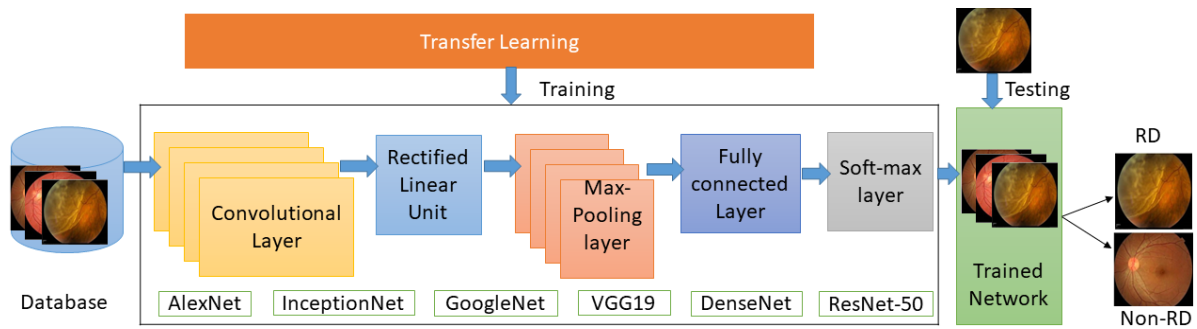 Transfer Learning
Training
Testing
Database
Convolutional
Layer
Rectified
Linear
Unit
Max-
Pooling
layer
Fully
connected
Layer
Soft-max
layer
Trained
Network
RD
Non-RD
AlexNet
InceptionNet
GoogleNet
VGG19
DenseNet
ResNet-50